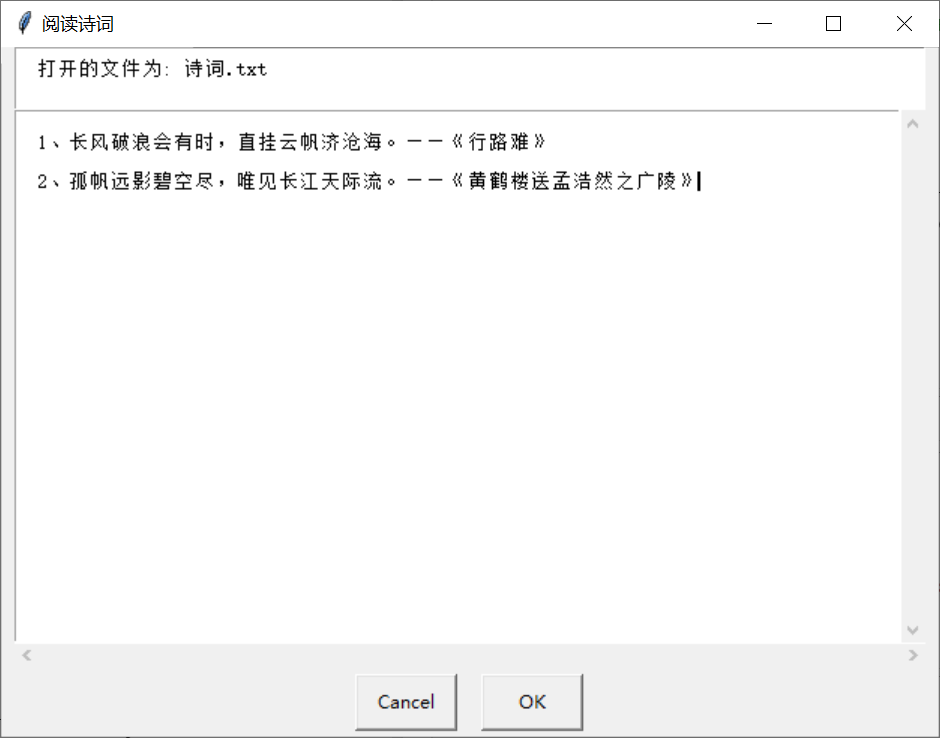 阅读诗词
打开的文件为: 诗词.txt
1、长风破浪会有时，直挂云帆济沧海。——《行路难》
2、孤帆远影碧空尽，唯见长江天际流。——《黄鹤楼送孟浩然之广陵》
Cancel
OK